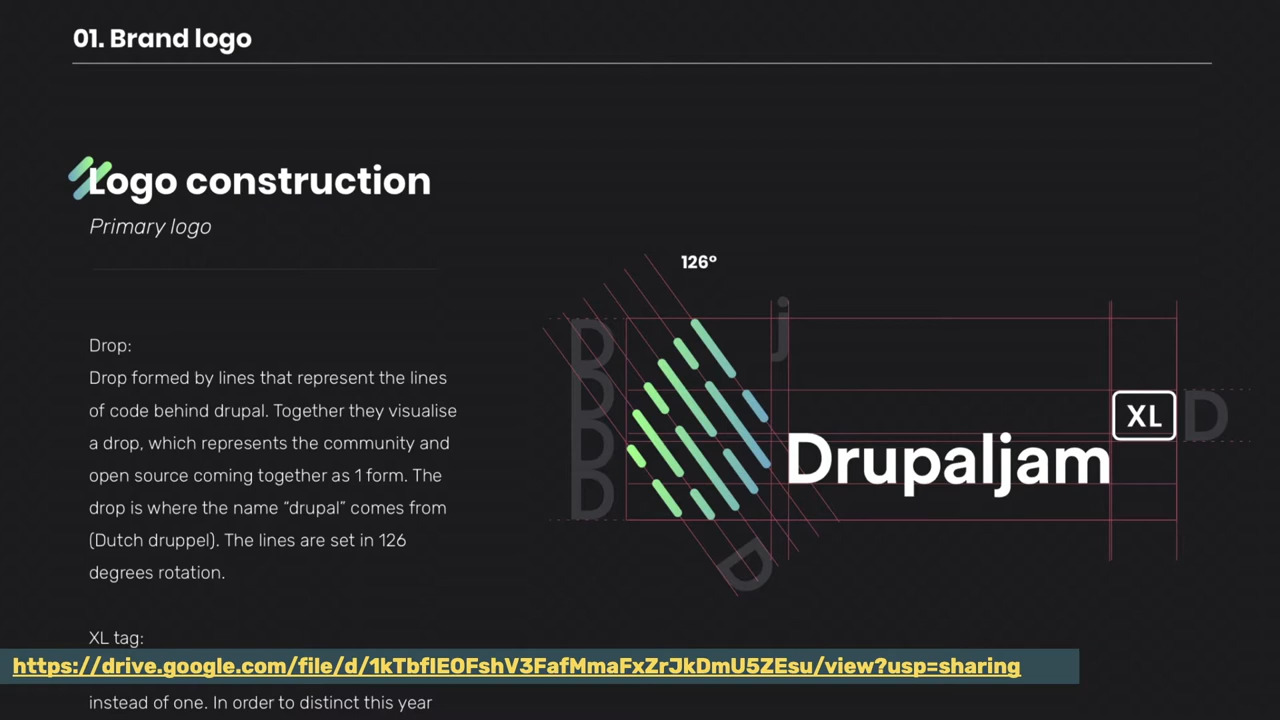 01. Brand logo
Logo construction
Primary logo
126°
j
D
D
D
D
D
D
Drupaljam
XL
Drop:
Drop formed by lines that represent the lines
of code behind drupal. Together they visualise
a drop, which represents the community and
open source coming together as 1 form. The
drop is where the name “drupal” comes from
(Dutch druppel). The lines are set in 126
degrees rotation.
XL tag:
https://drive.google.com/file/d/1kTbflE0FshV3FafMmaFxZrJkDmU5ZEsu/view?usp=sharing
instead of one. In order to distinct this year